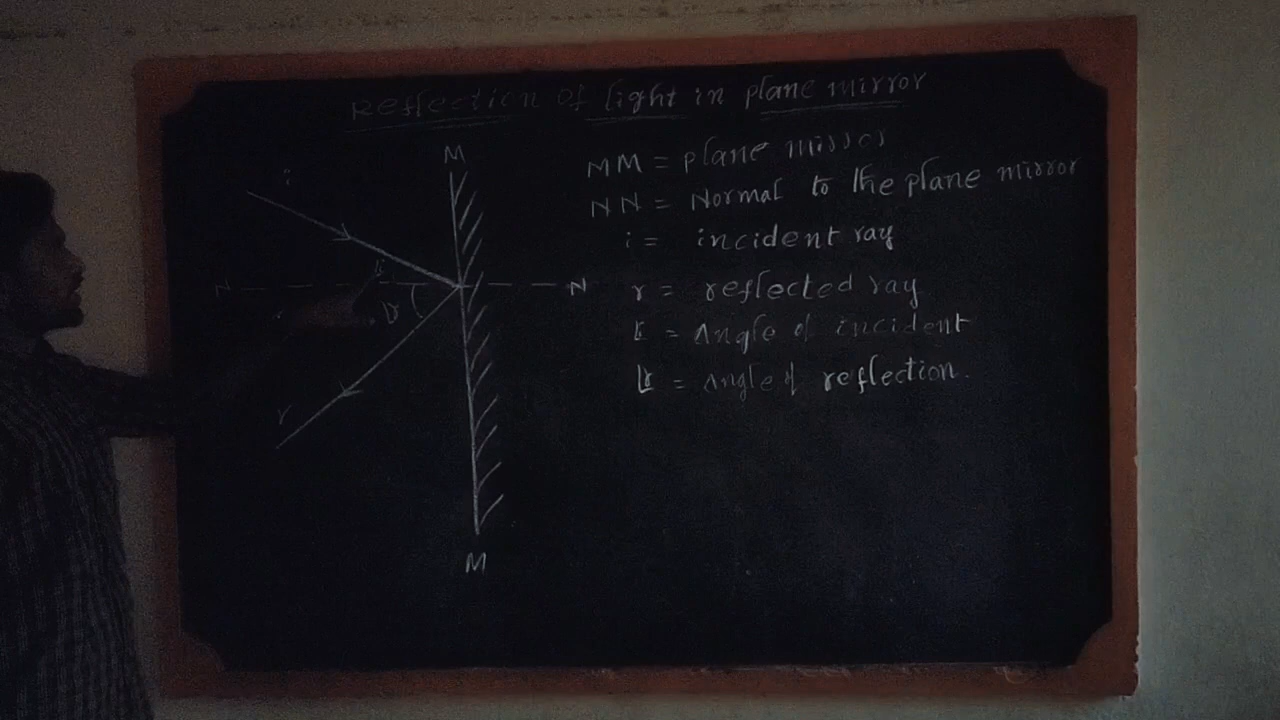 Reflection of light in plane mirror
M
i
N
N
∠i
∠r
r
M
MM = plane mirror
NN = Normal to the plane mirror
i = incident ray
r = reflected ray
∠i = Angle of incident
∠r = Angle of reflection.